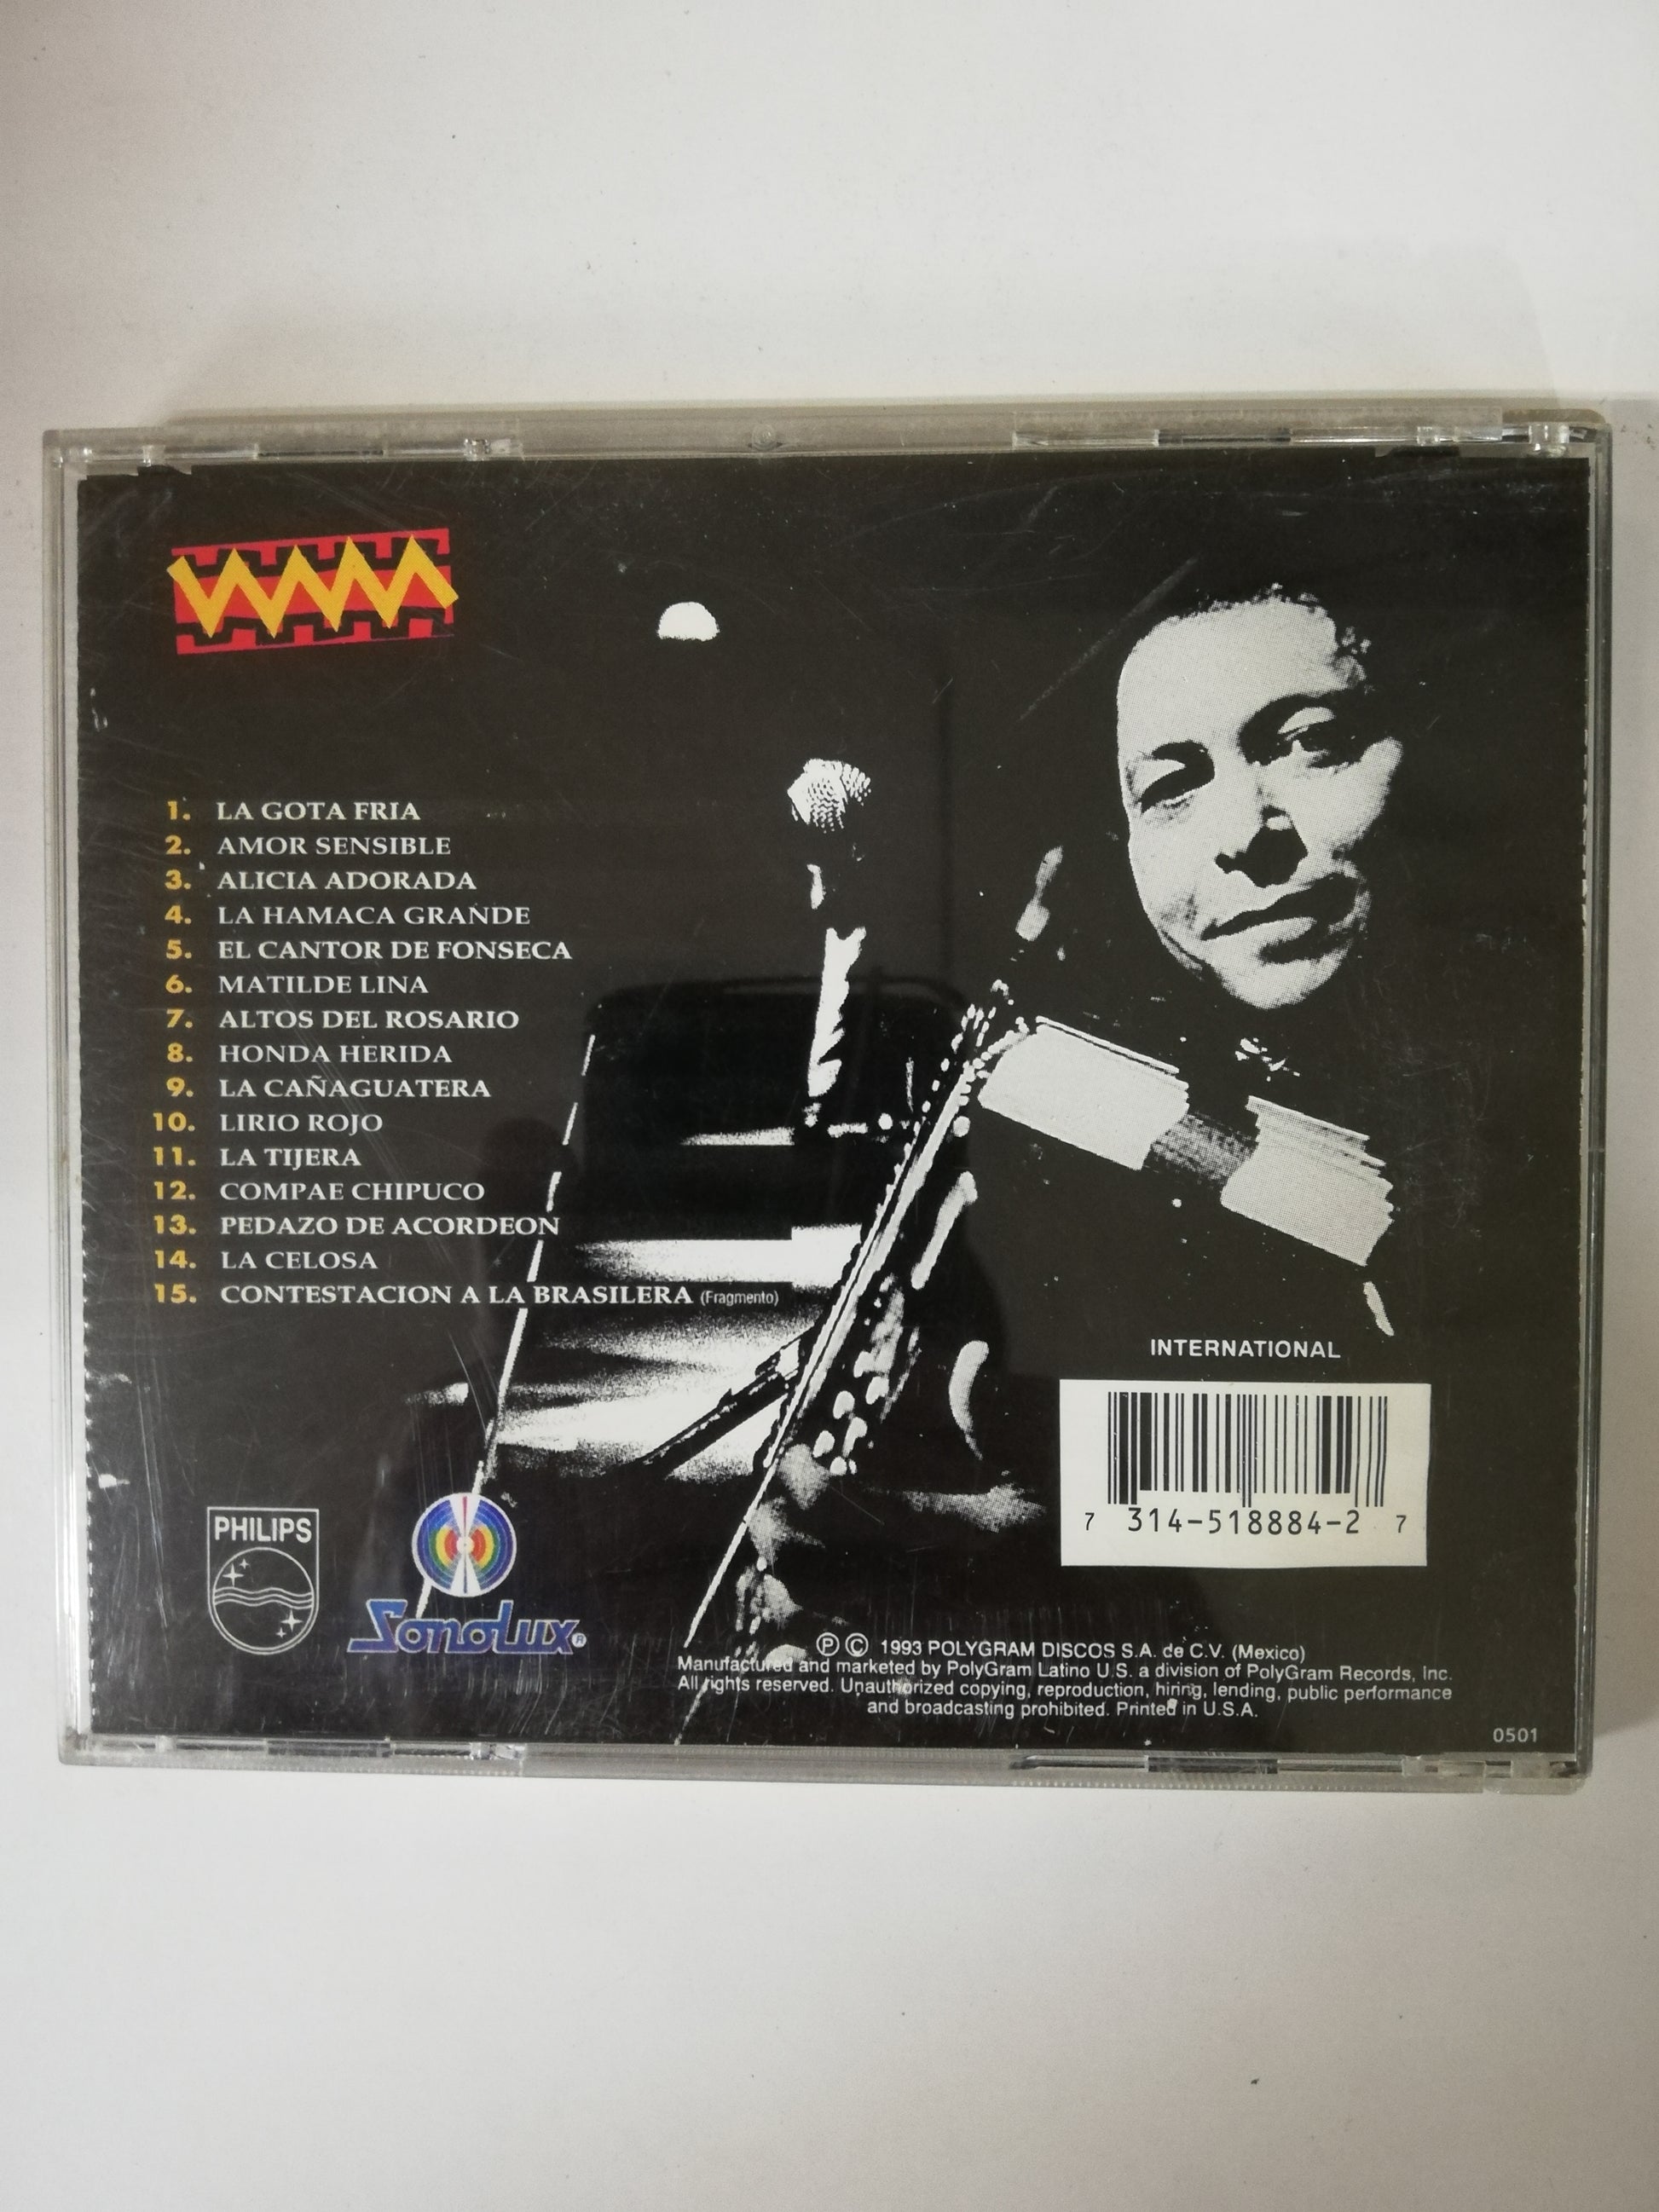 1. LA GOTA FRIA
2. AMOR SENSIBLE
3. ALICIA ADORADA
4. LA HAMACA GRANDE
5. EL CANTOR DE FONSECA
6. MATILDE LINA
7. ALTOS DEL ROSARIO
8. HONDA HERIDA
9. LA CAÑAGUATERA
10. LIRIO ROJO
11. LA TIJERA
12. COMPAE CHIPUCO
13. PEDAZO DE ACORDEON
14. LA CELOSA
15. CONTESTACION A LA BRASILERA (Fragmento)
INTERNATIONAL
7 314-518884-2 7
PHILIPS
Sonolux®
℗ © 1993 POLYGRAM DISCOS S.A. de C.V. (Mexico)
Manufactured and marketed by PolyGram Latino U.S. a division of PolyGram Records, Inc.
All rights reserved. Unauthorized copying, reproduction, hiring, lending, public performance
and broadcasting prohibited. Printed in U.S.A.
0501